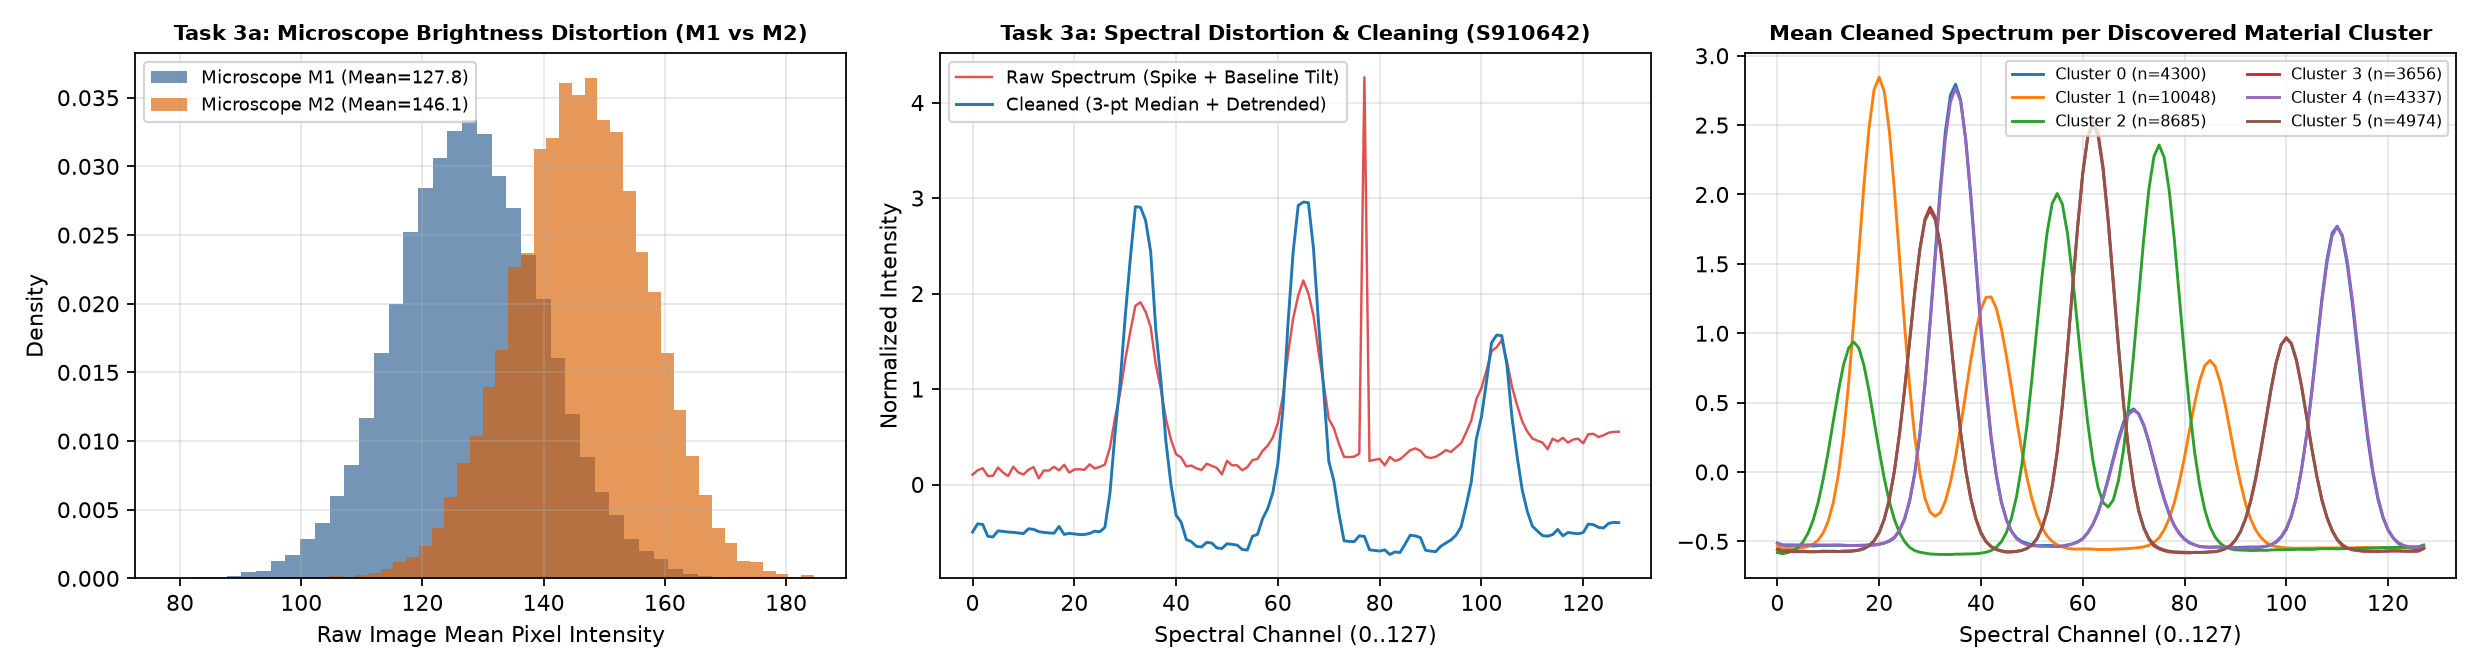 Task 3a: Microscope Brightness Distortion (M1 vs M2)
Microscope M1 (Mean=127.8)
Microscope M2 (Mean=146.1)
Density
0.035
0.030
0.025
0.020
0.015
0.010
0.005
0.000
80 100 120 140 160 180
Raw Image Mean Pixel Intensity
Task 3a: Spectral Distortion & Cleaning (S910642)
Raw Spectrum (Spike + Baseline Tilt)
Cleaned (3-pt Median + Detrended)
Normalized Intensity
4
3
2
1
0
0 20 40 60 80 100 120
Spectral Channel (0..127)
Mean Cleaned Spectrum per Discovered Material Cluster
Cluster 0 (n=4300)
Cluster 1 (n=10048)
Cluster 2 (n=8685)
Cluster 3 (n=3656)
Cluster 4 (n=4337)
Cluster 5 (n=4974)
3.0
2.5
2.0
1.5
1.0
0.5
0.0
−0.5
0 20 40 60 80 100 120
Spectral Channel (0..127)